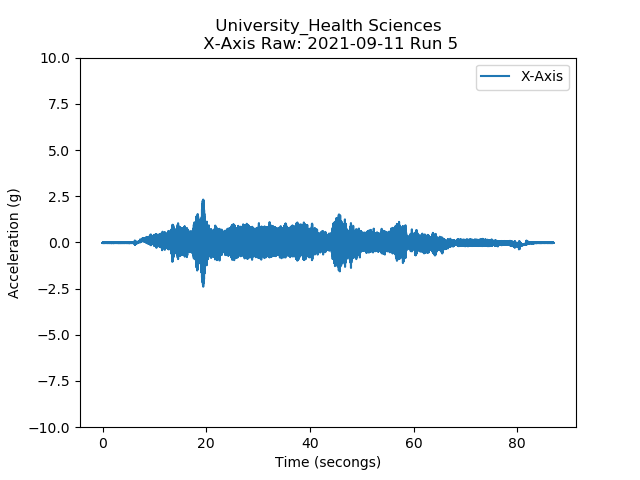 University_Health Sciences
X-Axis Raw: 2021-09-11 Run 5
X-Axis
10.0
7.5
5.0
2.5
0.0
−2.5
−5.0
−7.5
−10.0
Acceleration (g)
0 20 40 60 80
Time (secongs)